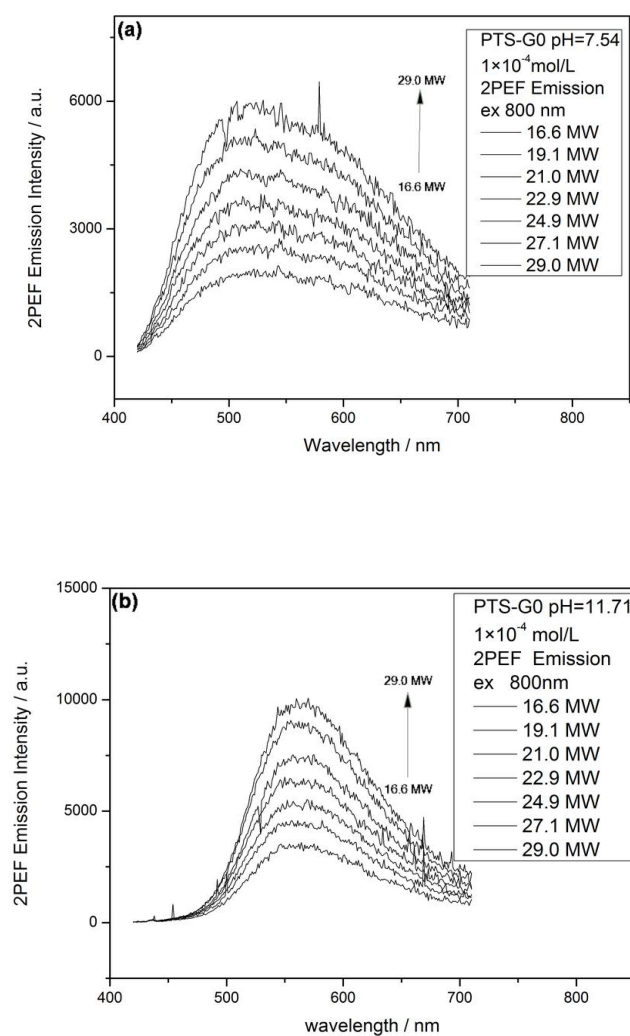 (a)
PTS-G0 pH=7.54
1×10⁻⁴mol/L
2PEF Emission
ex 800 nm
16.6 MW
19.1 MW
21.0 MW
22.9 MW
24.9 MW
27.1 MW
29.0 MW
29.0 MW
16.6 MW
6000
3000
0
2PEF Emission Intensity / a.u.
400 500 600 700 800
Wavelength / nm
(b)
PTS-G0 pH=11.71
1×10⁻⁴ mol/L
2PEF Emission
ex 800nm
16.6 MW
19.1 MW
21.0 MW
22.9 MW
24.9 MW
27.1 MW
29.0 MW
29.0 MW
16.6 MW
15000
10000
5000
0
2PEF Emission Intensity / a.u.
400 500 600 700 800
wavelength / nm